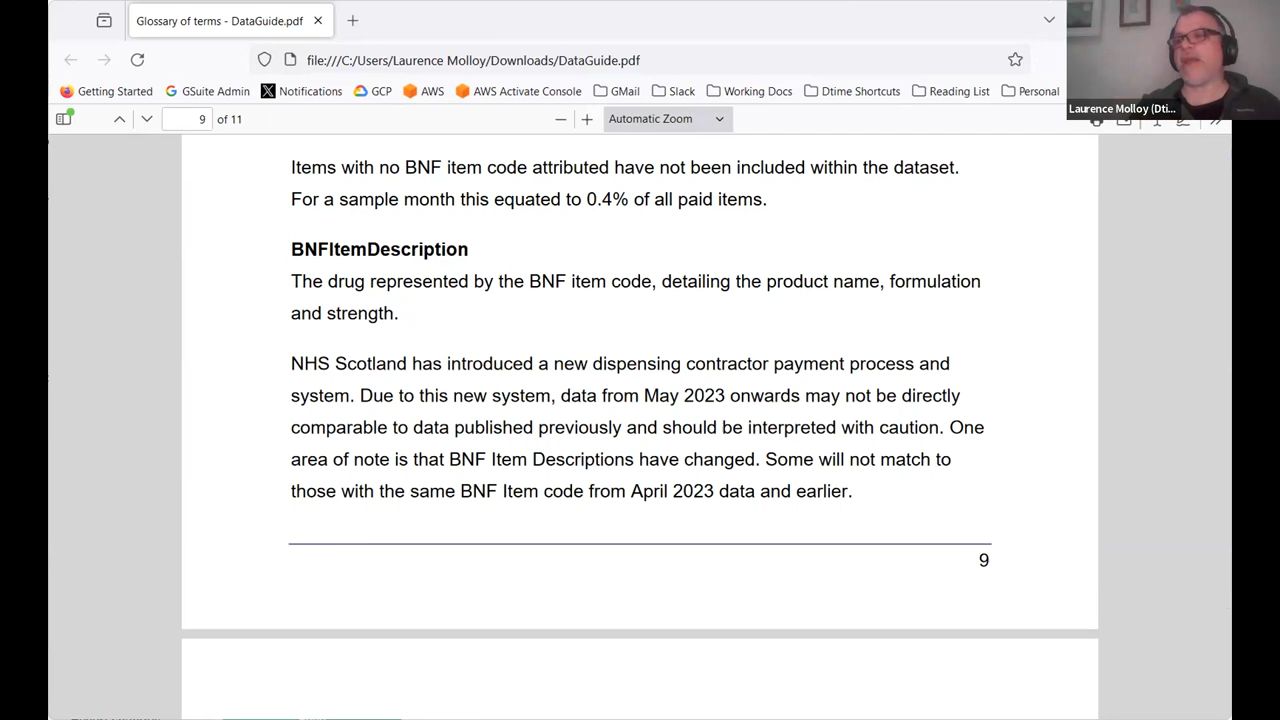 Glossary of terms - DataGuide.pdf
file:///C:/Users/Laurence Molloy/Downloads/DataGuide.pdf
Getting Started
GSuite Admin
Notifications
GCP
AWS
AWS Activate Console
GMail
Slack
Working Docs
Dtime Shortcuts
Reading List
Personal
Laurence Molloy (Dti...
9 of 11
Automatic Zoom
Items with no BNF item code attributed have not been included within the dataset.
For a sample month this equated to 0.4% of all paid items.
BNFItemDescription
The drug represented by the BNF item code, detailing the product name, formulation
and strength.
NHS Scotland has introduced a new dispensing contractor payment process and
system. Due to this new system, data from May 2023 onwards may not be directly
comparable to data published previously and should be interpreted with caution. One
area of note is that BNF Item Descriptions have changed. Some will not match to
those with the same BNF Item code from April 2023 data and earlier.
9